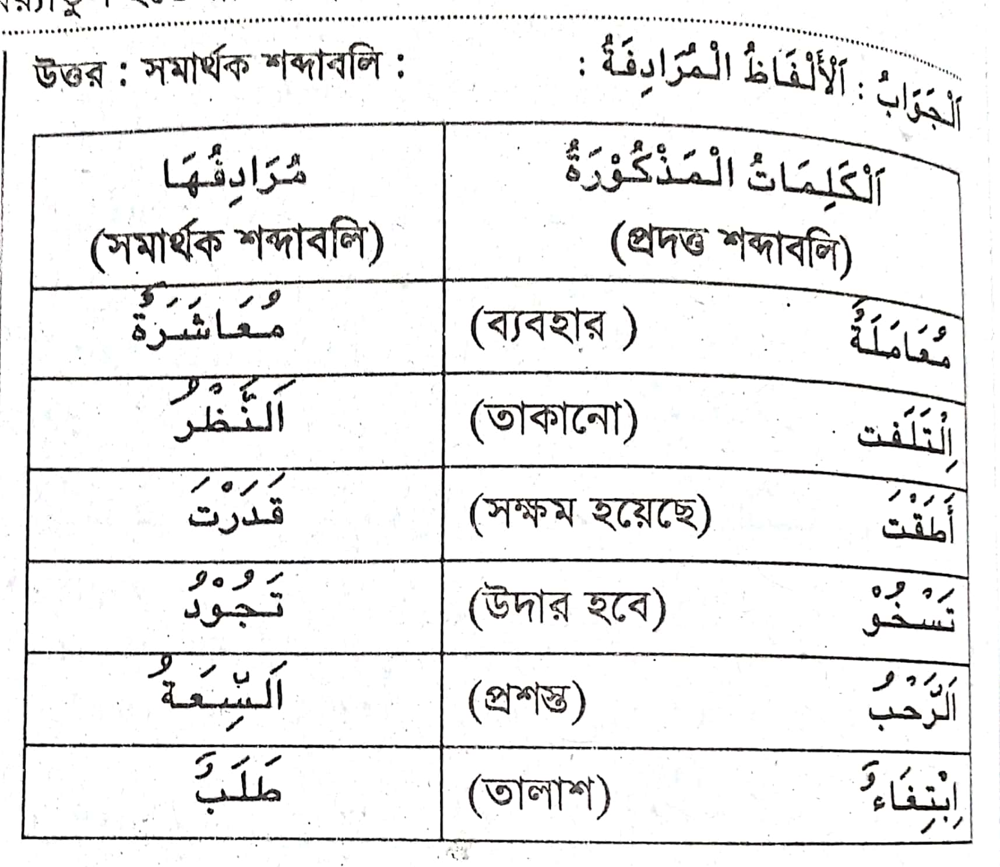 উত্তর : সমার্থক শব্দাবলি : اَلْجَوَابُ : اَلْأَلْفَاظُ الْمُرَادِفَةُ :
مُرَادِفُهَا اَلْكَلِمَاتُ الْمَذْكُوْرَةُ
(সমার্থক শব্দাবলি) (প্রদত্ত শব্দাবলি)
مُعَاشَرَةٌ (ব্যবহার ) مُعَامَلَةٌ
اَلنَّظْرُ (তাকানো) اِلْتَلَفت
قَدَرْتَ (সক্ষম হয়েছে) أَطَقْتَ
تَجُوْدُ (উদার হবে) تَسْخُوْ
اَلسِّعَةُ (প্রশস্ত) اَلرَّحْبُ
طَلَبٌ (তালাশ) اِبْتِغَاءٌ